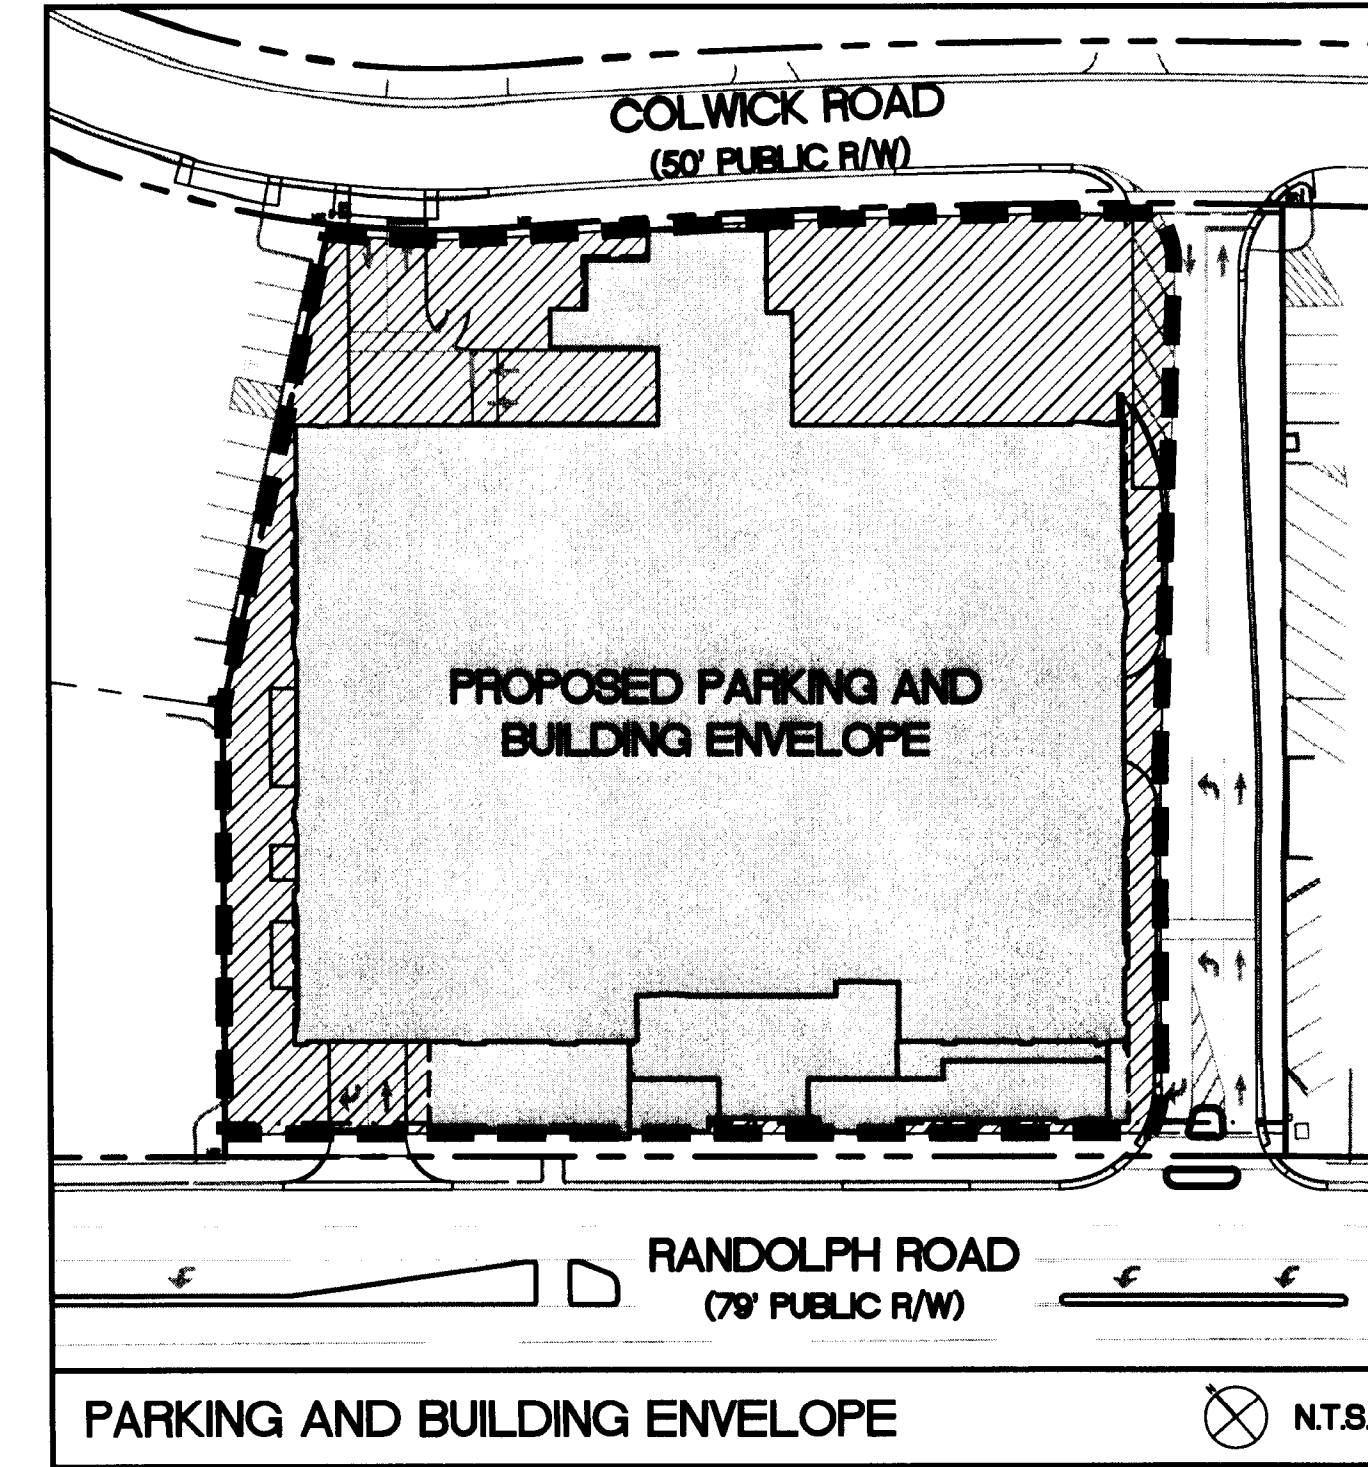 COLWICK ROAD
(50' PUBLIC R/W)
PROPOSED PARKING AND
BUILDING ENVELOPE
RANDOLPH ROAD
(79' PUBLIC R/W)
PARKING AND BUILDING ENVELOPE
N
N.T.S.